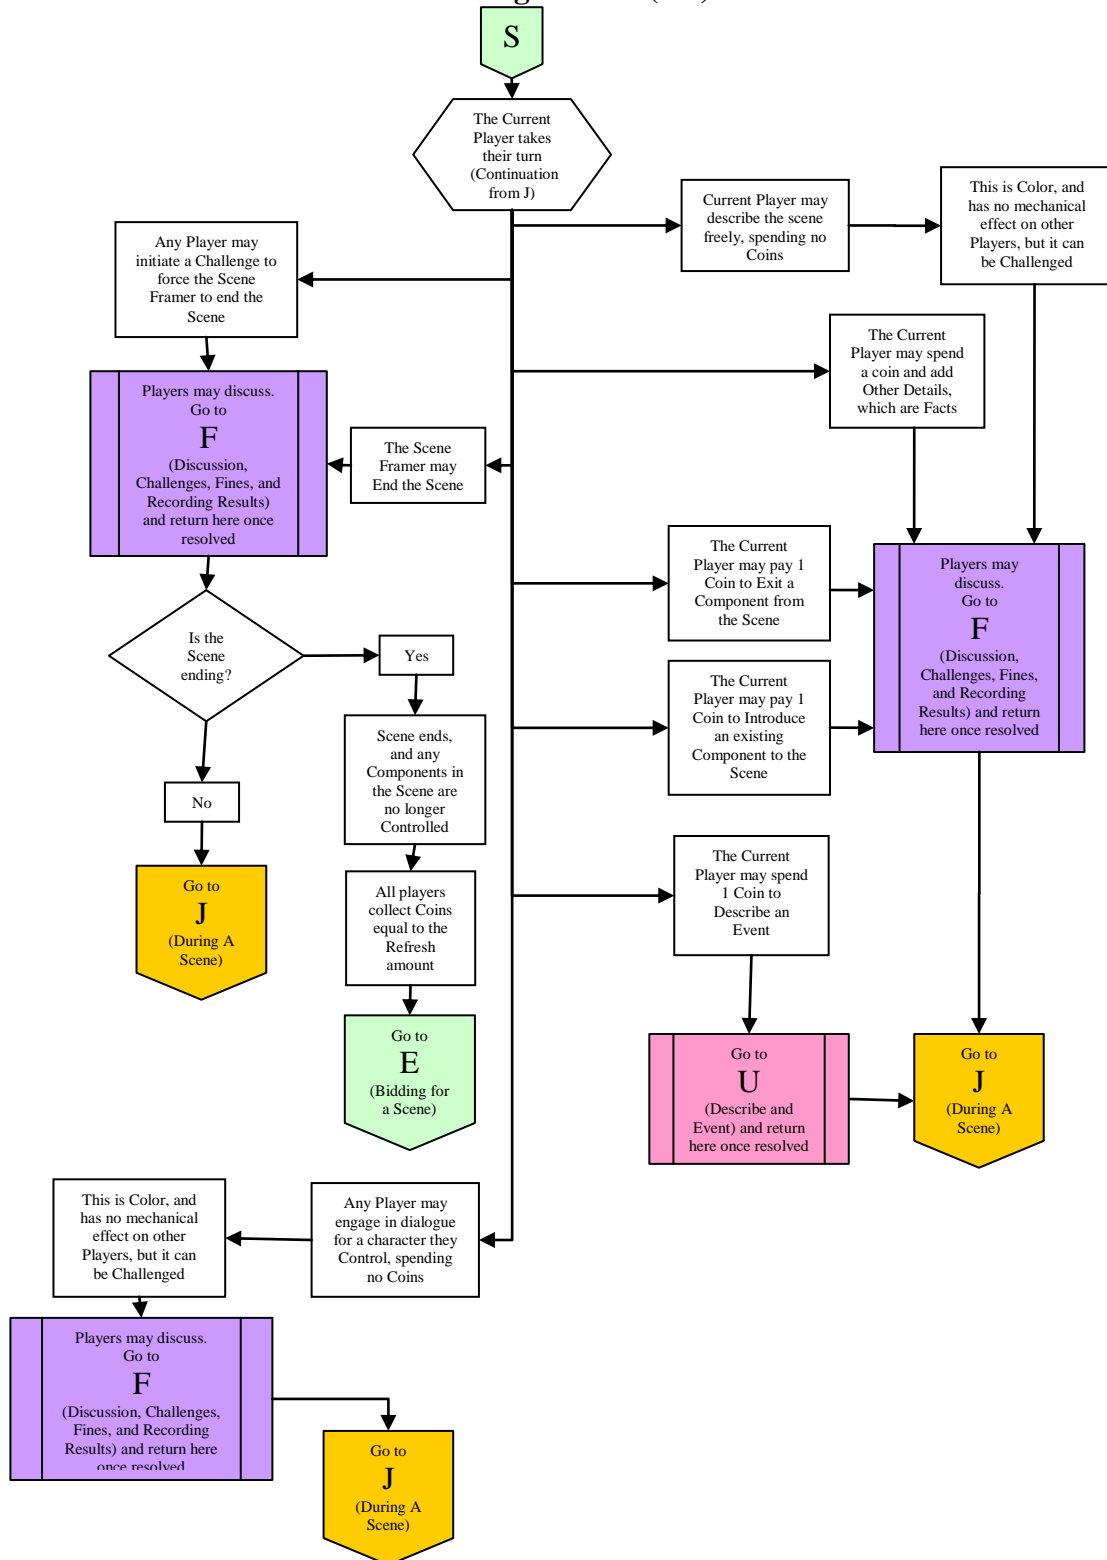 S
The Current
Player takes
their turn
(Continuation
from J)
Current Player may
describe the scene
freely, spending no
Coins
This is Color, and
has no mechanical
effect on other
Players, but it can
be Challenged
Any Player may
initiate a Challenge to
force the Scene
Framer to end the
Scene
The Current
Player may spend
a coin and add
Other Details,
which are Facts
Players may discuss.
Go to
F
(Discussion,
Challenges, Fines, and
Recording Results)
and return here once
resolved
The Scene
Framer may
End the Scene
The Current
Player may pay 1
Coin to Exit a
Component from
the Scene
Players may
discuss.
Go to
F
(Discussion,
Challenges, Fines,
and Recording
Results) and return
here once resolved
Is the
Scene
ending?
Yes
The Current
Player may pay 1
Coin to Introduce
an existing
Component to the
Scene
Scene ends,
and any
Components in
the Scene are
no longer
Controlled
No
Go to
J
(During A
Scene)
All players
collect Coins
equal to the
Refresh
amount
The Current
Player may spend
1 Coin to
Describe an
Event
Go to
E
(Bidding for
a Scene)
Go to
U
(Describe and
Event) and return
here once resolved
Go to
J
(During A
Scene)
This is Color, and
has no mechanical
effect on other
Players, but it can
be Challenged
Any Player may
engage in dialogue
for a character they
Control, spending
no Coins
Players may discuss.
Go to
F
(Discussion, Challenges,
Fines, and Recording
Results) and return here
once resolved
Go to
J
(During A
Scene)